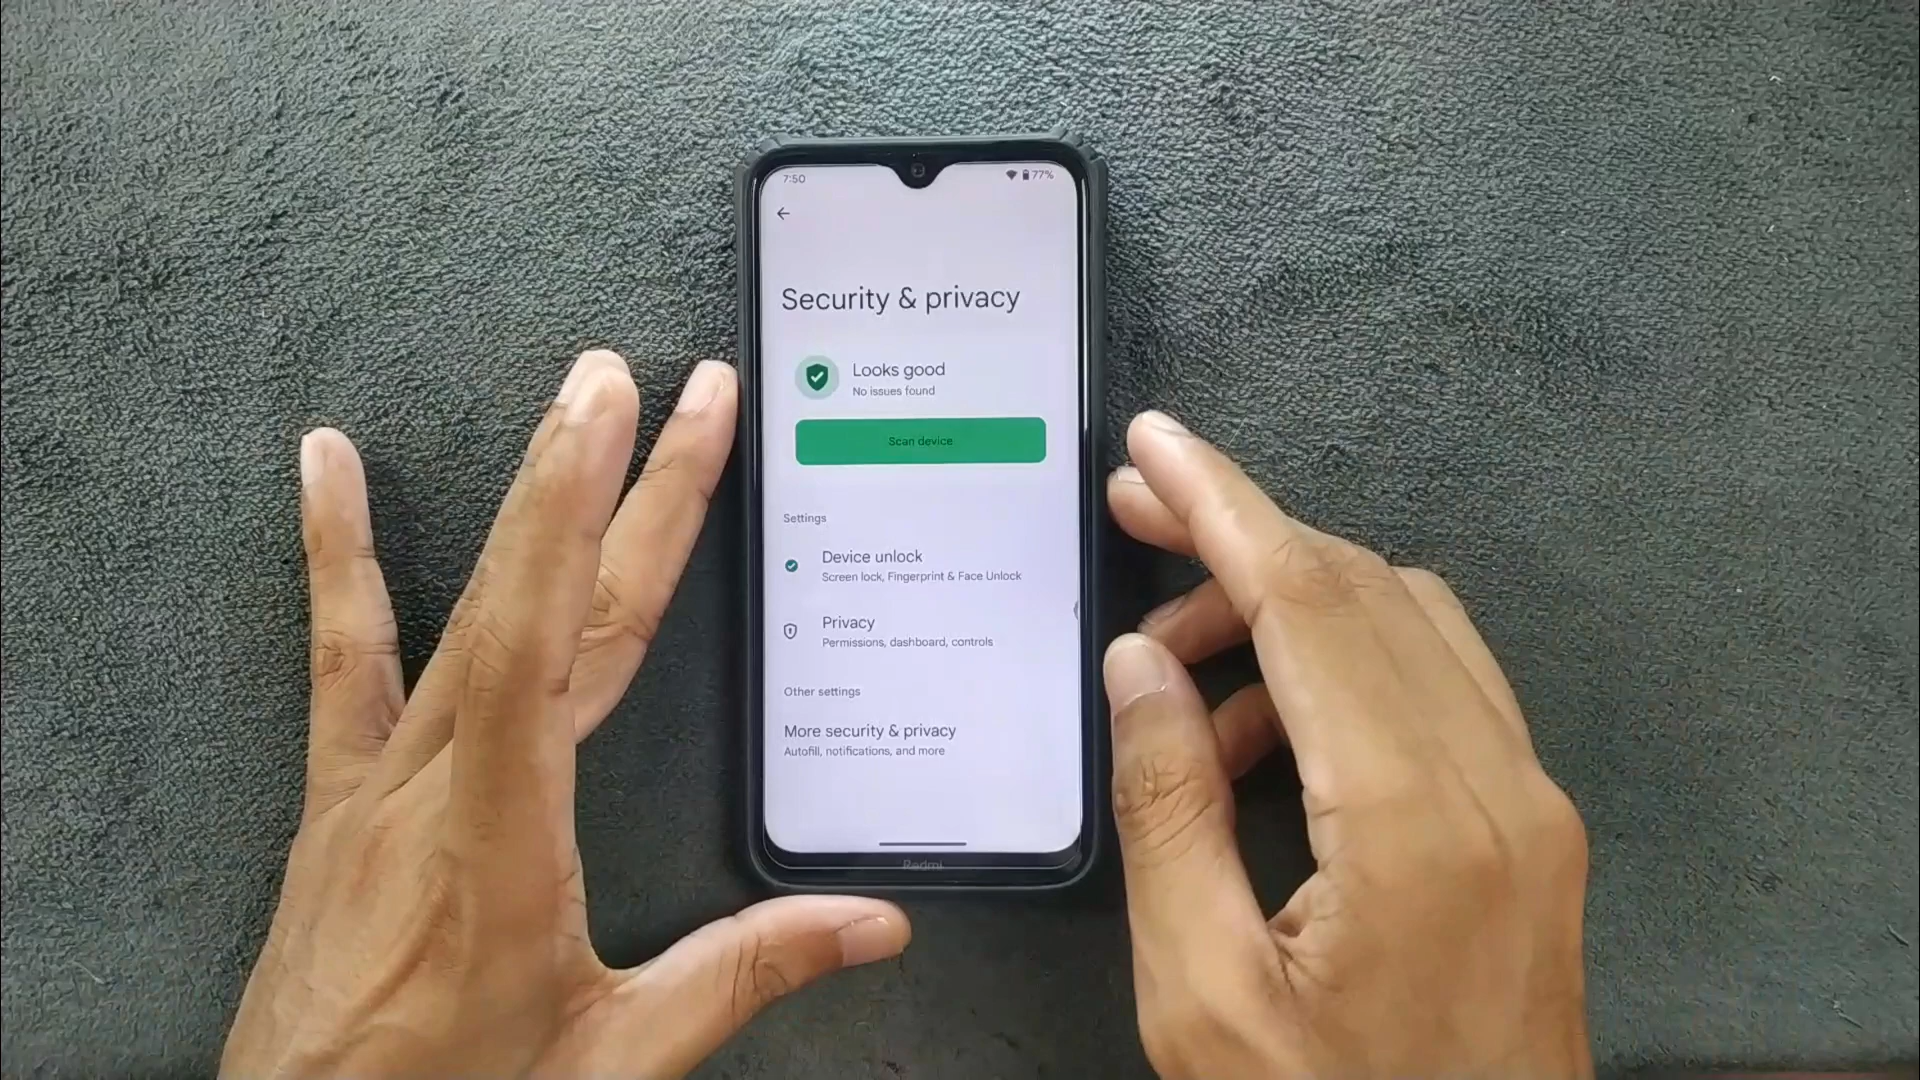 7:50
77%
Security & privacy
Looks good
No issues found
Scan device
Settings
Device unlock
Screen lock, Fingerprint & Face Unlock
Privacy
Permissions, dashboard, controls
Other settings
More security & privacy
Autofill, notifications, and more
Redmi